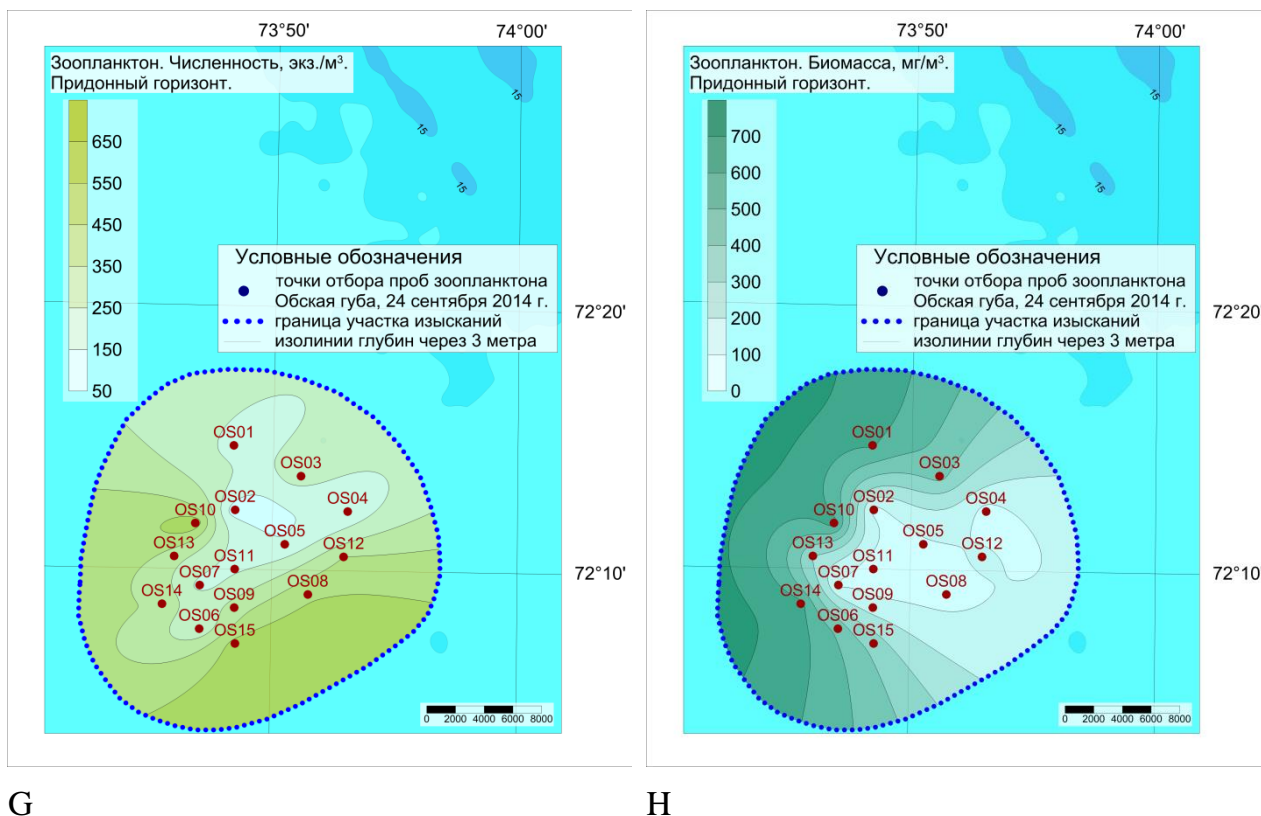 73°50'
74°00'
Зоопланктон. Численность, экз./м³.
Придонный горизонт.
650
550
450
350
250
150
50
15
15
15
Условные обозначения
точки отбора проб зоопланктона
Обская губа, 24 сентября 2014 г.
граница участка изысканий
изолинии глубин через 3 метра
72°20'
OS01
OS03
OS02
OS04
OS10
OS05
OS13
OS11
OS12
OS07
OS14
OS09
OS08
OS06
OS15
72°10'
0 2000 4000 6000 8000
G
73°50'
74°00'
Зоопланктон. Биомасса, мг/м³.
Придонный горизонт.
700
600
500
400
300
200
100
0
15
15
15
Условные обозначения
точки отбора проб зоопланктона
Обская губа, 24 сентября 2014 г.
граница участка изысканий
изолинии глубин через 3 метра
72°20'
OS01
OS03
OS02
OS04
OS10
OS05
OS13
OS11
OS12
OS07
OS14
OS09
OS08
OS06
OS15
72°10'
0 2000 4000 6000 8000
H